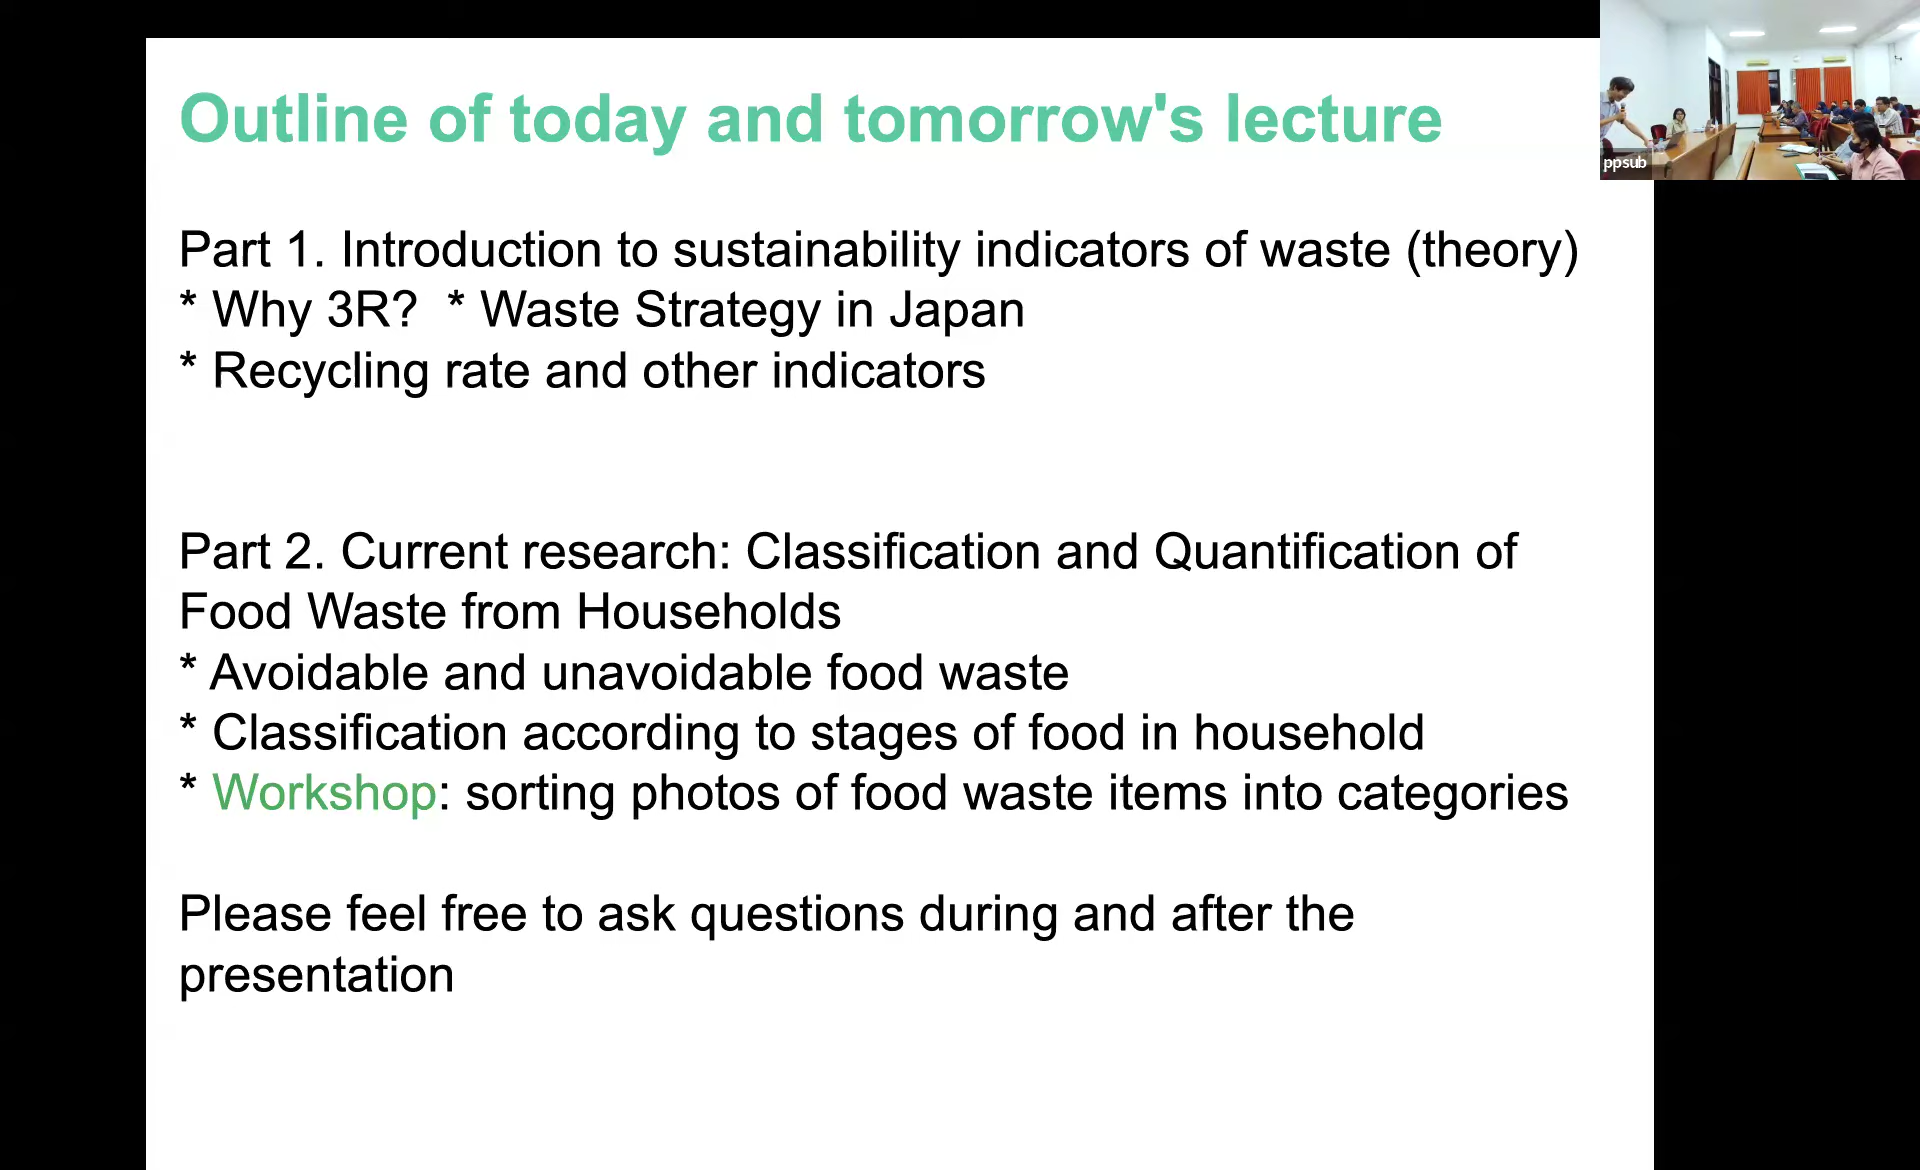 Outline of today and tomorrow's lecture
Part 1. Introduction to sustainability indicators of waste (theory)
* Why 3R?  * Waste Strategy in Japan
* Recycling rate and other indicators
Part 2. Current research: Classification and Quantification of
Food Waste from Households
* Avoidable and unavoidable food waste
* Classification according to stages of food in household
* Workshop: sorting photos of food waste items into categories
Please feel free to ask questions during and after the
presentation
ppsub